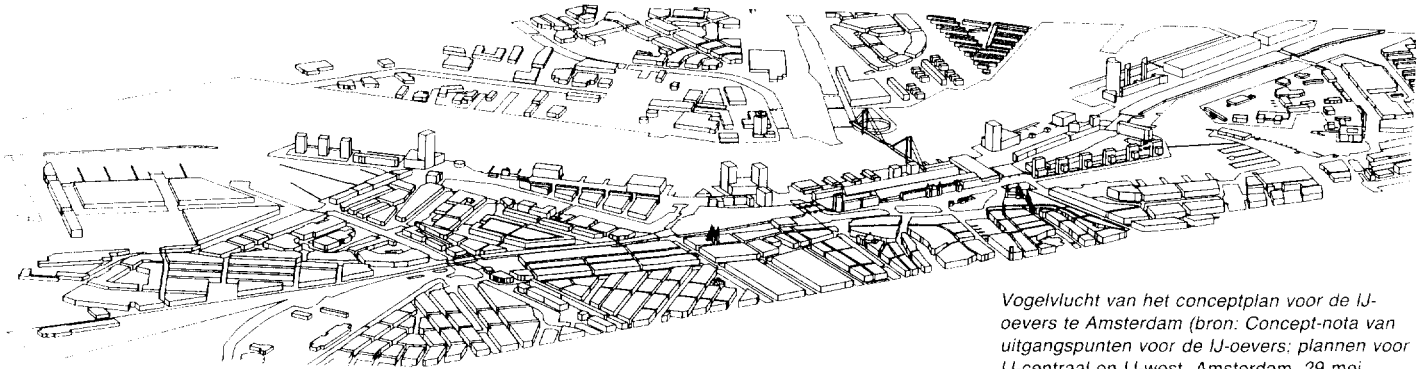 Vogelvlucht van het conceptplan voor de IJ-
oevers te Amsterdam (bron: Concept-nota van
uitgangspunten voor de IJ-oevers; plannen voor
IJ-centraal en IJ-west, Amsterdam, 29 mei